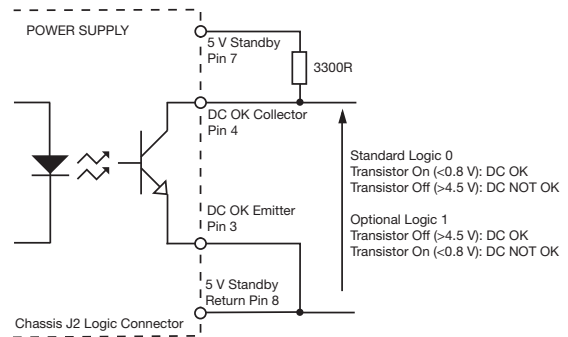 POWER SUPPLY
5 V Standby
Pin 7
3300R
DC OK Collector
Pin 4
Standard Logic 0
Transistor On (<0.8 V): DC OK
Transistor Off (>4.5 V): DC NOT OK
Optional Logic 1
Transistor Off (>4.5 V): DC OK
Transistor On (<0.8 V): DC NOT OK
DC OK Emitter
Pin 3
5 V Standby
Return Pin 8
Chassis J2 Logic Connector